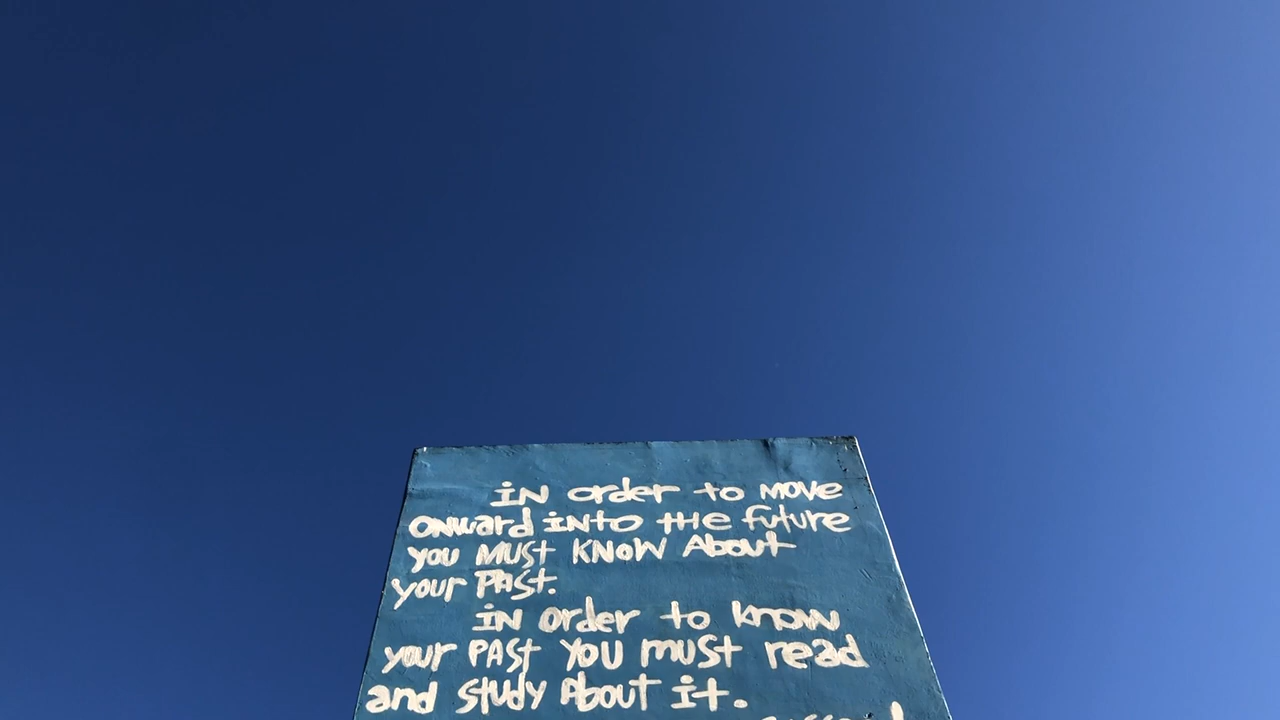 iN order to Move
ONward iNto tHe future
you MUSt KNOW About
your PASt.
iN Order to know
your PASt YOU must read
and study About it.